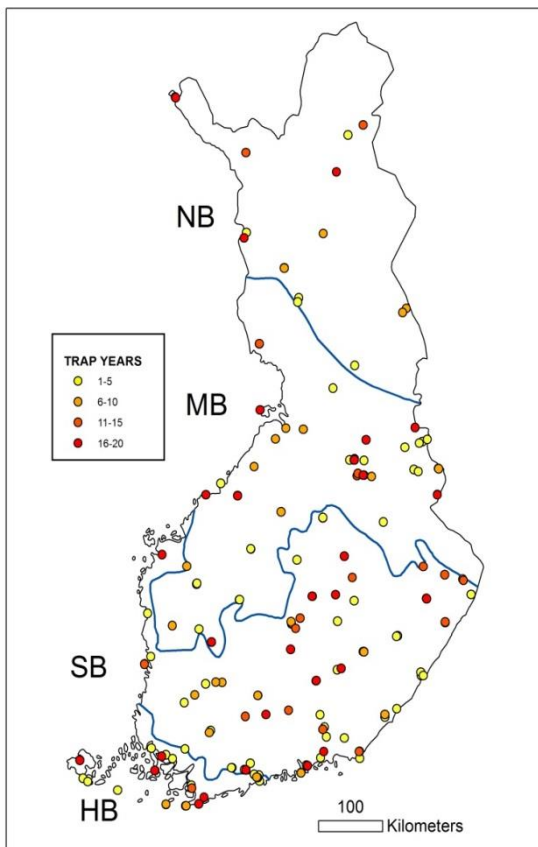 NB
TRAP YEARS
1-5
6-10
11-15
16-20
MB
SB
HB
100
Kilometers